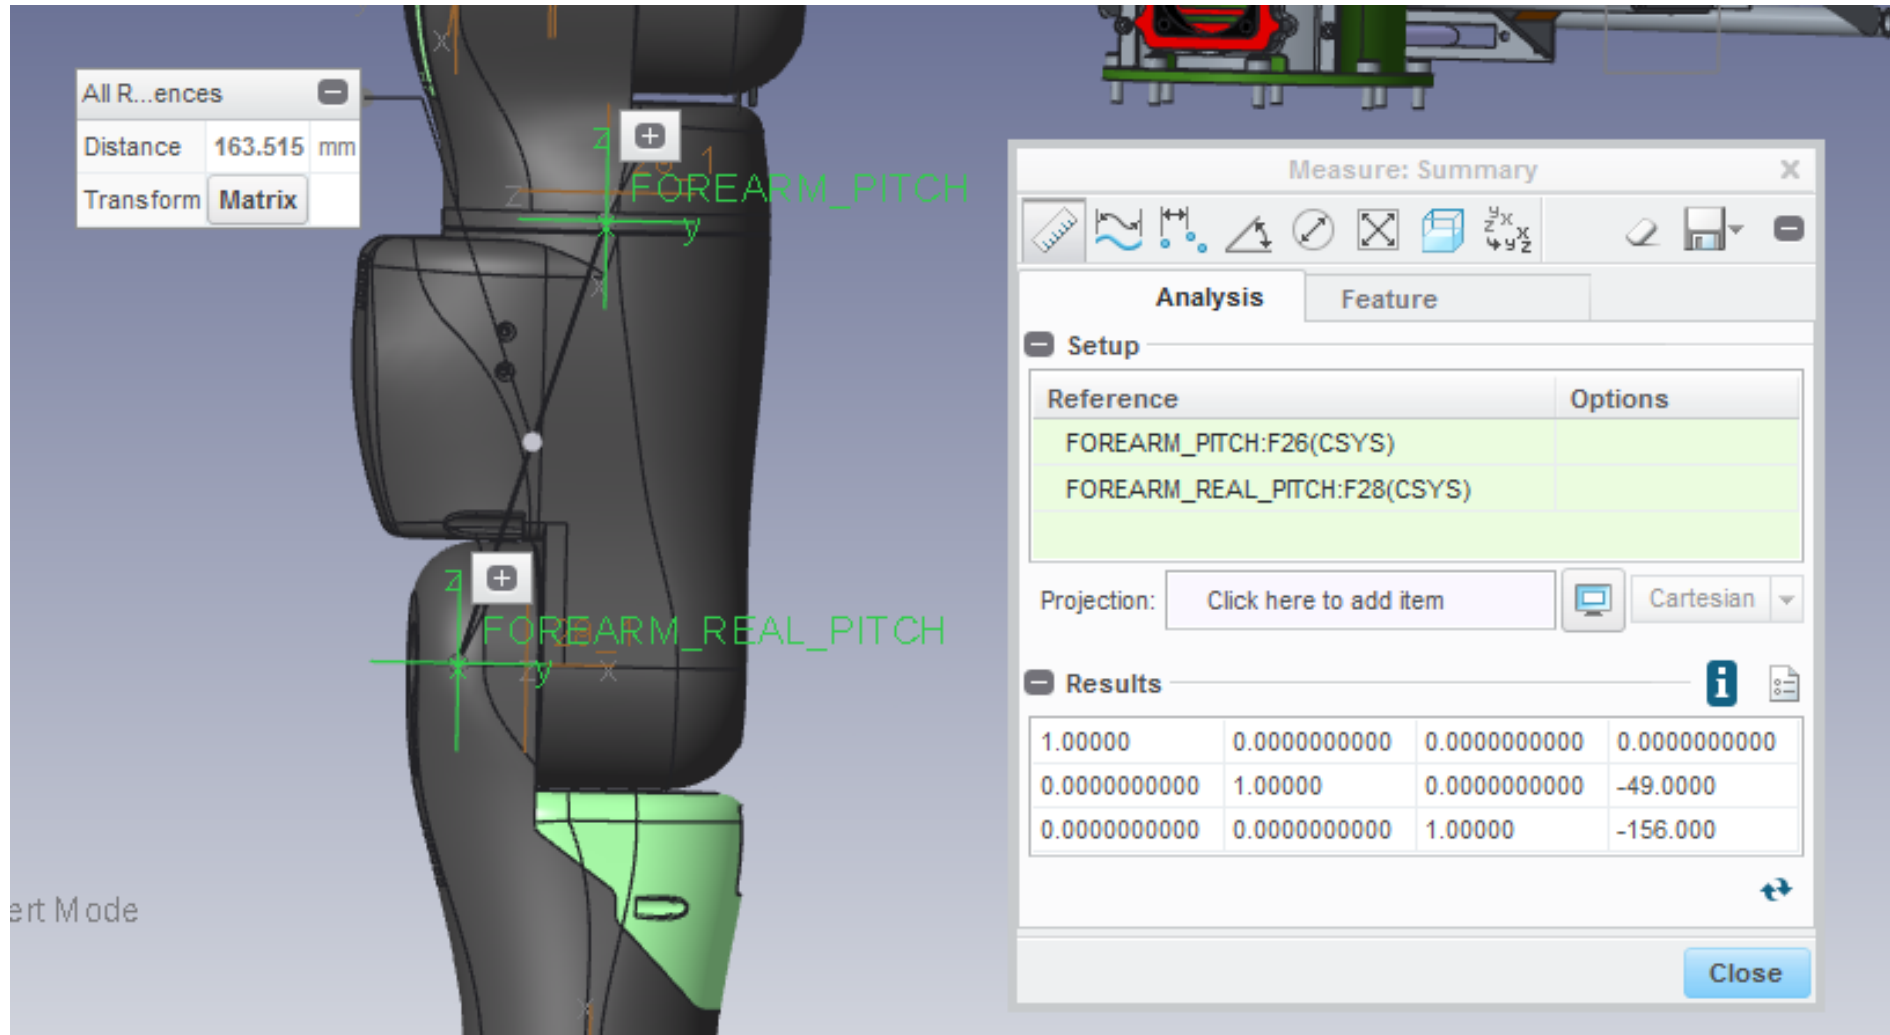 All R...ences
Distance 163.515 mm
Transform Matrix
z
FOREARM_PITCH
y
z
FOREARM_REAL_PITCH
y
ert Mode
Measure: Summary
Analysis Feature
Setup
Reference Options
FOREARM_PITCH:F26(CSYS)
FOREARM_REAL_PITCH:F28(CSYS)
Projection: Click here to add item Cartesian
Results
1.00000 0.0000000000 0.0000000000 0.0000000000
0.0000000000 1.00000 0.0000000000 -49.0000
0.0000000000 0.0000000000 1.00000 -156.000
Close